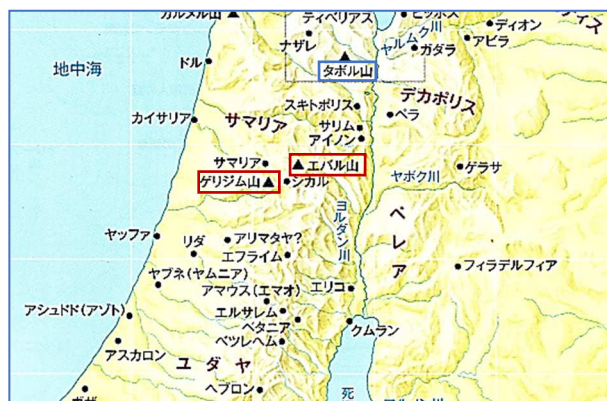 カルメル山
ティベリアス
ヒッポス
ディオン
ナザレ
ヤルムク川
ガダラ
アビラ
ドル
地中海
タボル山
デカポリス
スキトポリス
ペラ
カイサリア
サマリア
サリム
アイノン
サマリア
エバル山
ゲリジム山
シカル
ヤボク川
ゲラサ
ヨルダン川
ペレア
ヤッファ
リダ
アリマタヤ?
エフライム
フィラデルフィア
ヤブネ(ヤムニア)
アマウス(エマオ)
エリコ
アシュドド(アゾト)
エルサレム
ベタニア
クムラン
アスカロン
ベツレヘム
ユダヤ
ヘブロン
死